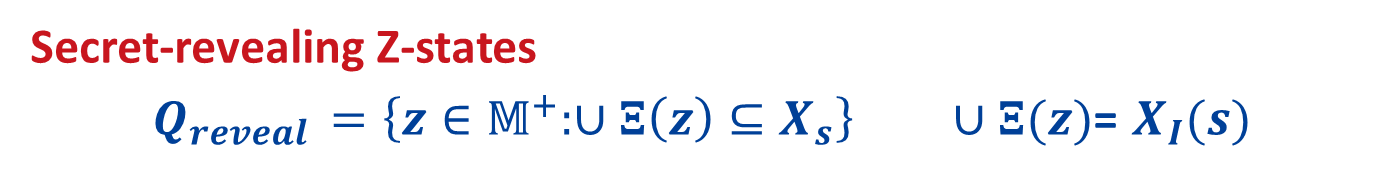 Secret-revealing Z-states
Q_reveal = {z ∈ 𝕄⁺:∪ Ξ(z) ⊆ X_s} ∪ Ξ(z)= X_I(s)